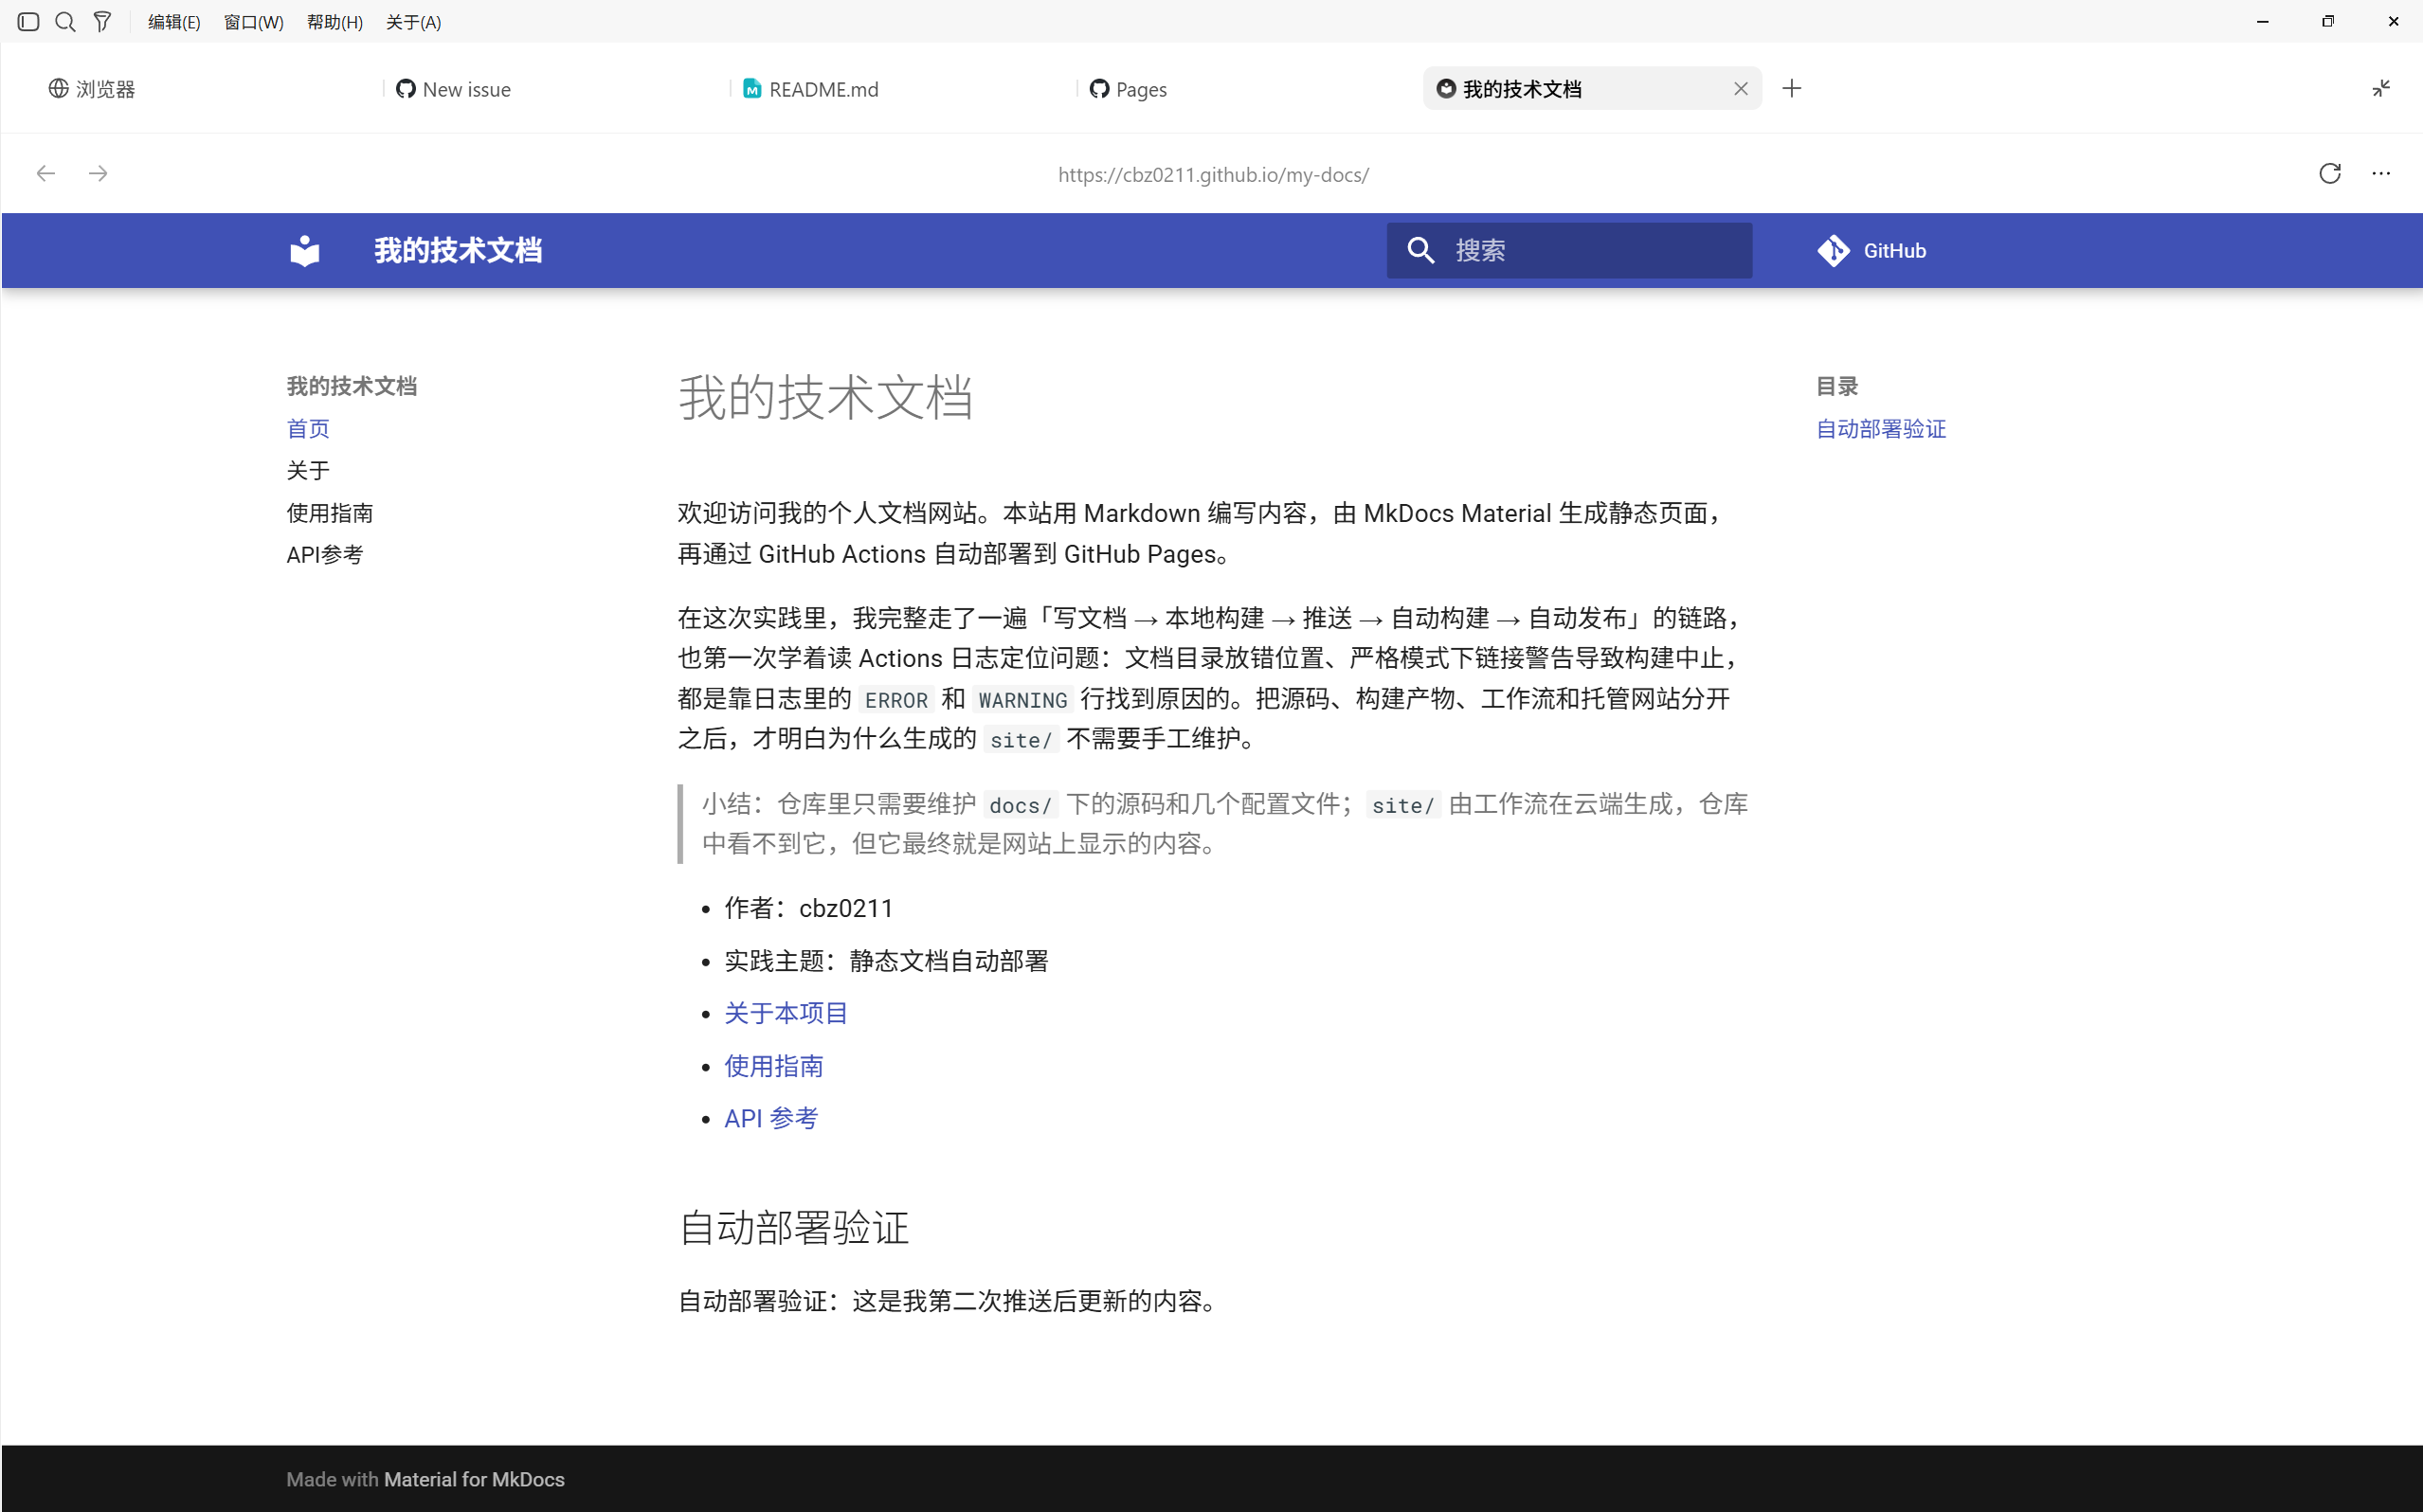 编辑(E) 窗口(W) 帮助(H) 关于(A)
浏览器 New issue README.md Pages 我的技术文档
https://cbz0211.github.io/my-docs/
我的技术文档 搜索 GitHub
我的技术文档
首页
关于
使用指南
API参考
我的技术文档
欢迎访问我的个人文档网站。本站用 Markdown 编写内容，由 MkDocs Material 生成静态页面，
再通过 GitHub Actions 自动部署到 GitHub Pages。
在这次实践里，我完整走了一遍「写文档 → 本地构建 → 推送 → 自动构建 → 自动发布」的链路，
也第一次学着读 Actions 日志定位问题：文档目录放错位置、严格模式下链接警告导致构建中止，
都是靠日志里的 ERROR 和 WARNING 行找到原因的。把源码、构建产物、工作流和托管网站分开
之后，才明白为什么生成的 site/ 不需要手工维护。
小结：仓库里只需要维护 docs/ 下的源码和几个配置文件；site/ 由工作流在云端生成，仓库
中看不到它，但它最终就是网站上显示的内容。
• 作者：cbz0211
• 实践主题：静态文档自动部署
• 关于本项目
• 使用指南
• API 参考
自动部署验证
自动部署验证：这是我第二次推送后更新的内容。
目录
自动部署验证
Made with Material for MkDocs